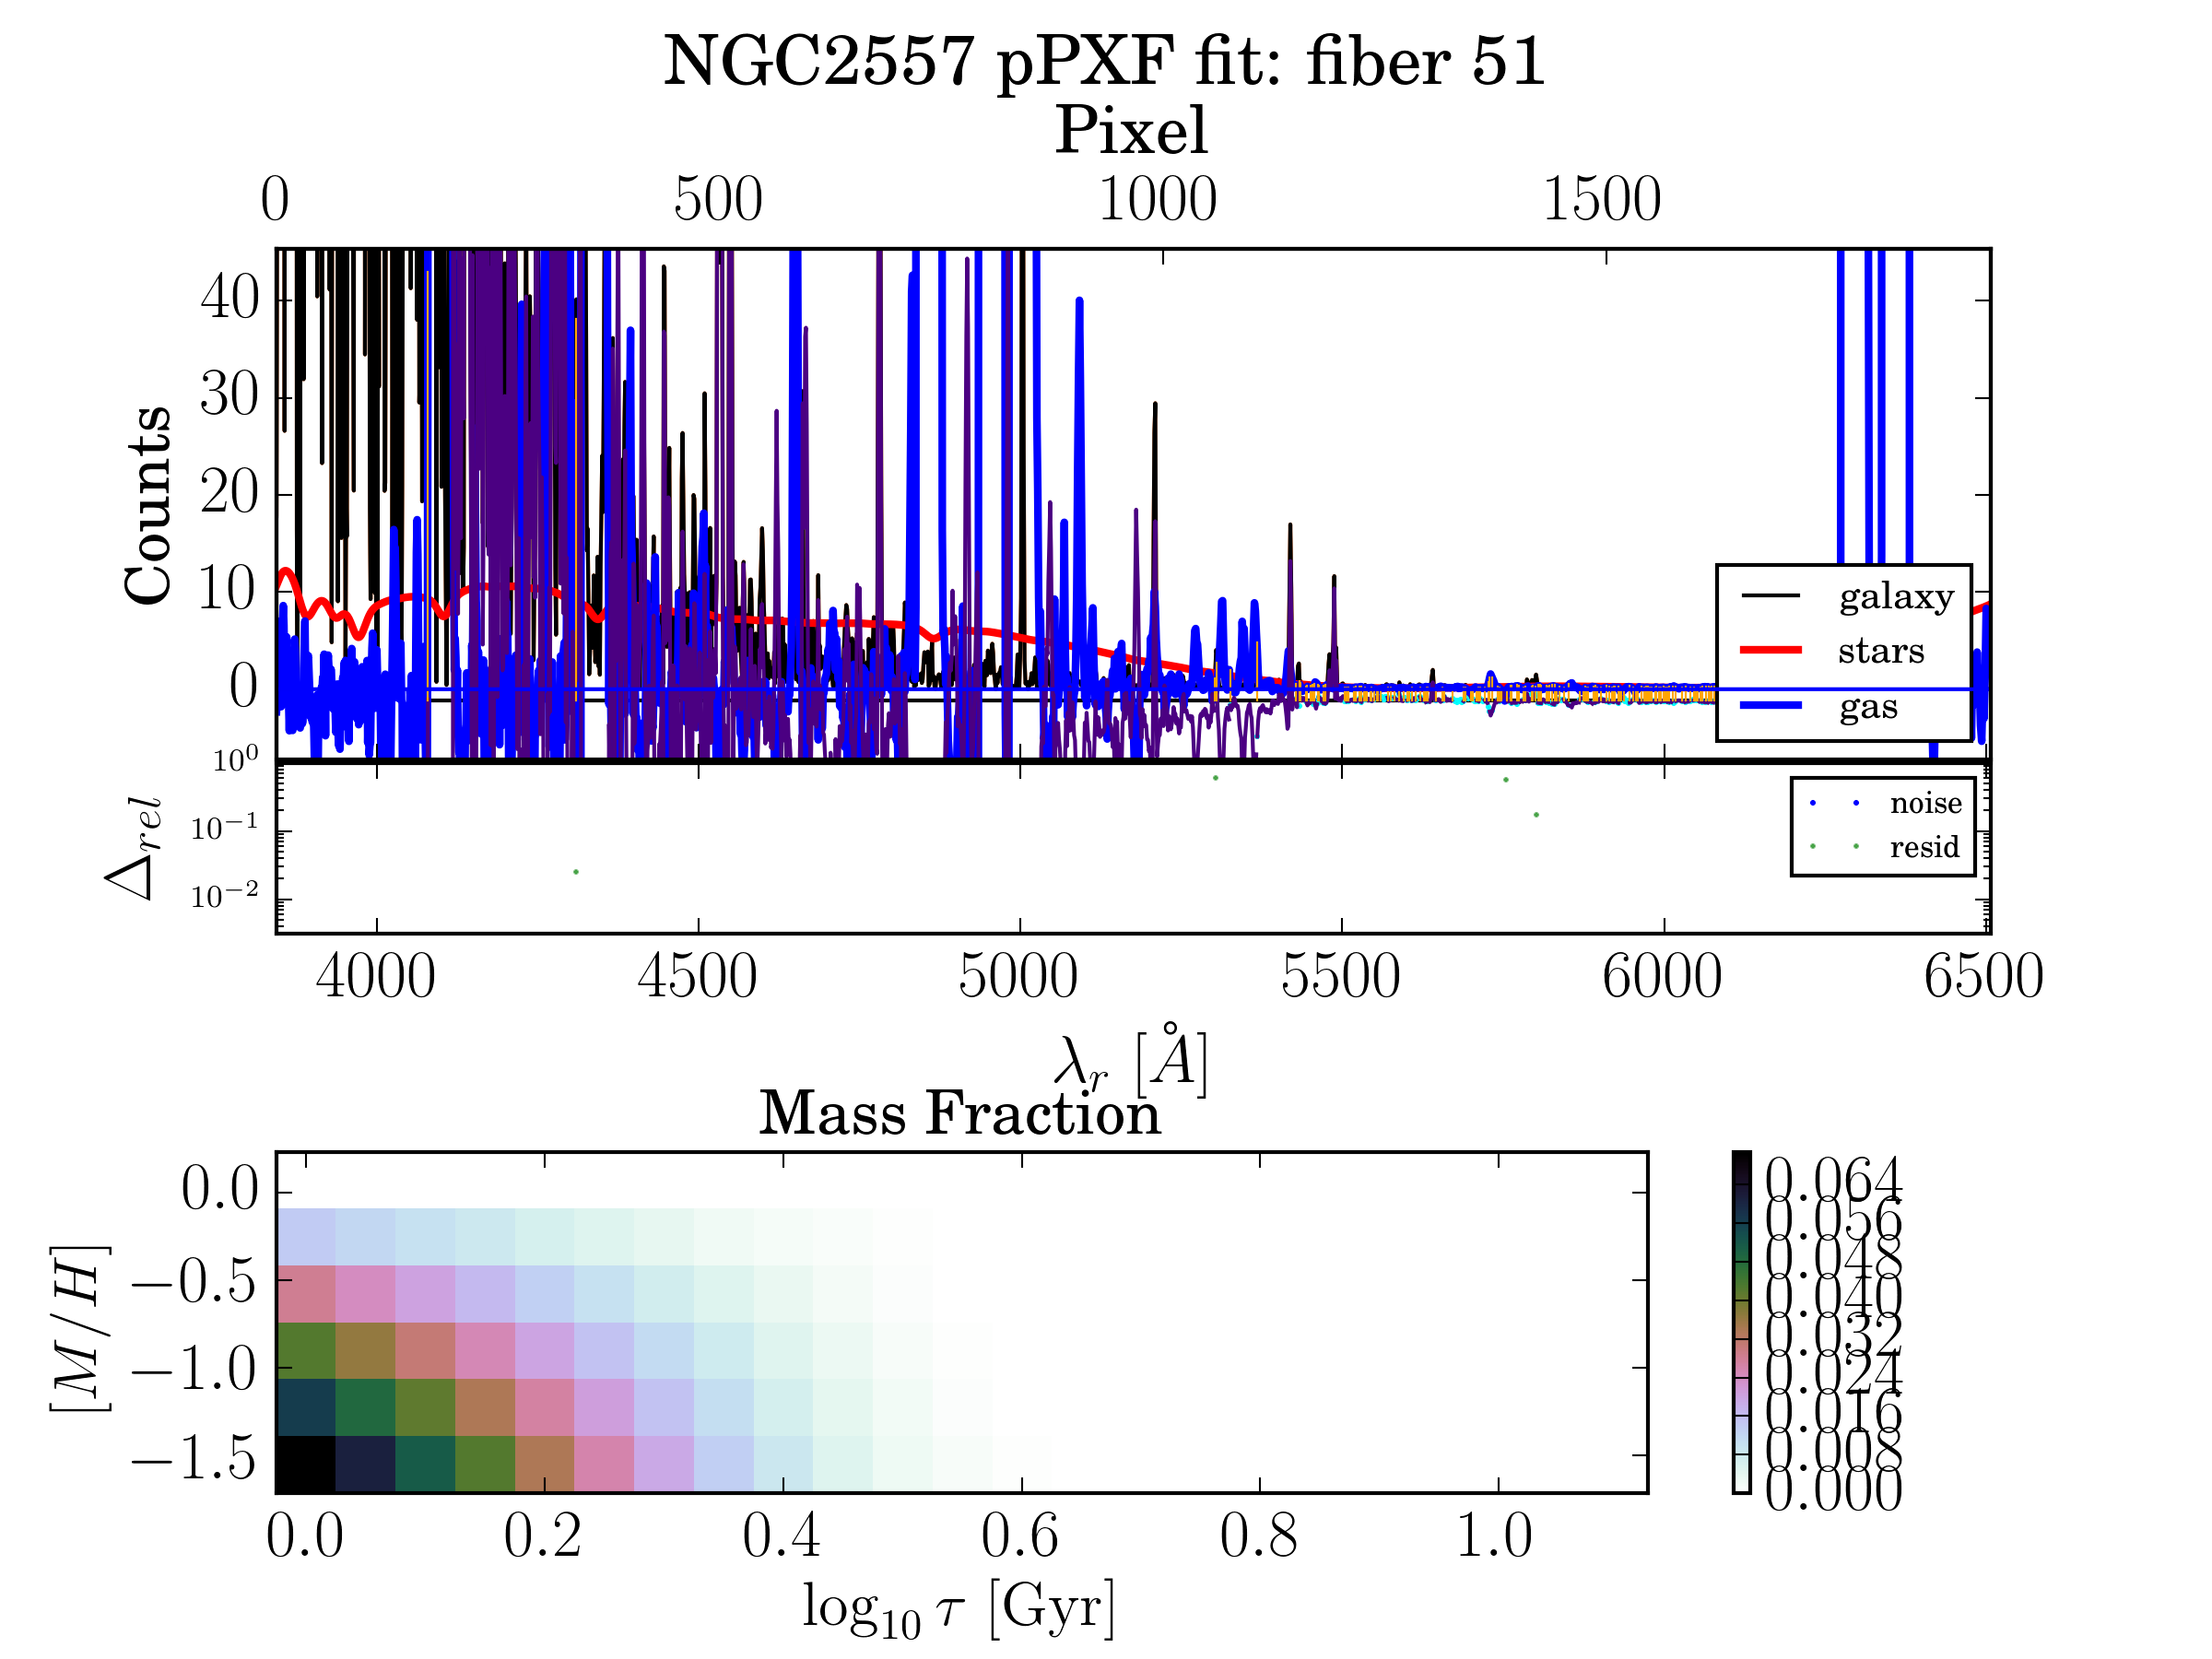 NGC2557 pPXF fit: fiber 51
Pixel
0 500 1000 1500
Counts
40
30
20
10
0
galaxy
stars
gas
10^0
10^-1
10^-2
Δrel
noise
resid
4000 4500 5000 5500 6000 6500
λr [Å]
Mass Fraction
[M/H]
0.0
−0.5
−1.0
−1.5
0.0 0.2 0.4 0.6 0.8 1.0
log10 τ [Gyr]
0.064
0.056
0.048
0.040
0.032
0.024
0.016
0.008
0.000